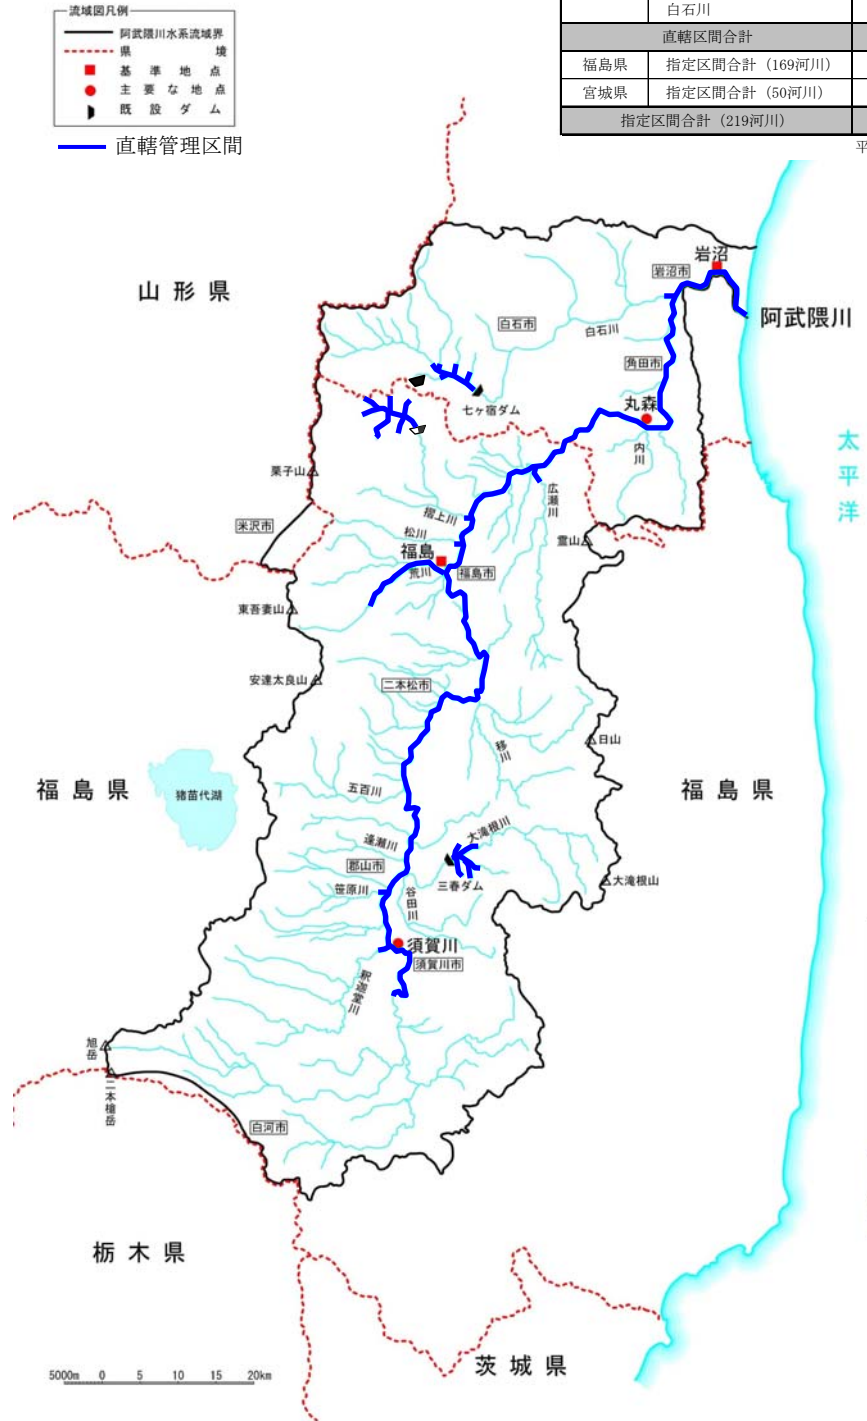 流域図凡例
阿武隈川水系流域界
県境
基準地点
主要な地点
既設ダム
直轄管理区間
白石川
直轄区間合計
福島県 指定区間合計（169河川）
宮城県 指定区間合計（50河川）
指定区間合計（219河川）
平
岩沼
岩沼市
山形県
阿武隈川
白石市
白石川
角田市
七ヶ宿ダム
丸森
太平洋
内川
栗子山
広瀬川
摺上川
米沢市
松川
霊山
福島
荒川
福島市
東吾妻山
安達太良山
二本松市
日山
移川
福島県
猪苗代湖
五百川
福島県
大滝根川
逢瀬川
郡山市
三春ダム
大滝根山
笹原川
谷田川
須賀川
須賀川市
釈迦堂川
旭岳
二本槍岳
白河市
栃木県
茨城県
5000m 0 5 10 15 20km